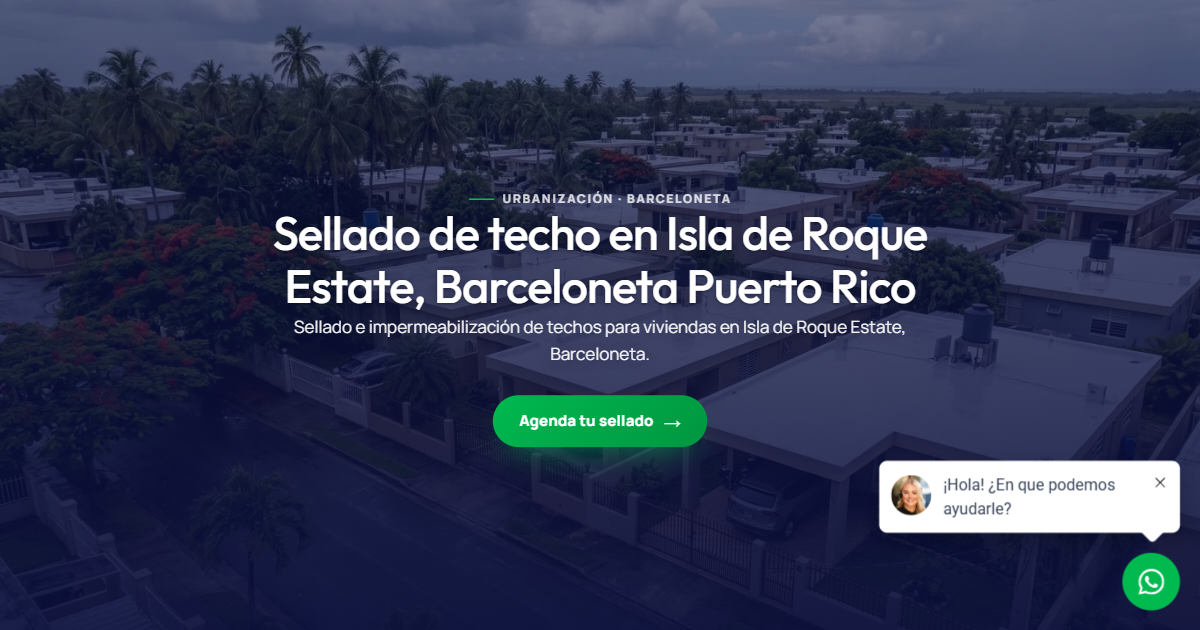 URBANIZACIÓN · BARCELONETA
Sellado de techo en Isla de Roque
Estate, Barceloneta Puerto Rico
Sellado e impermeabilización de techos para viviendas en Isla de Roque Estate,
Barceloneta.
Agenda tu sellado →
¡Hola! ¿En que podemos
ayudarle?